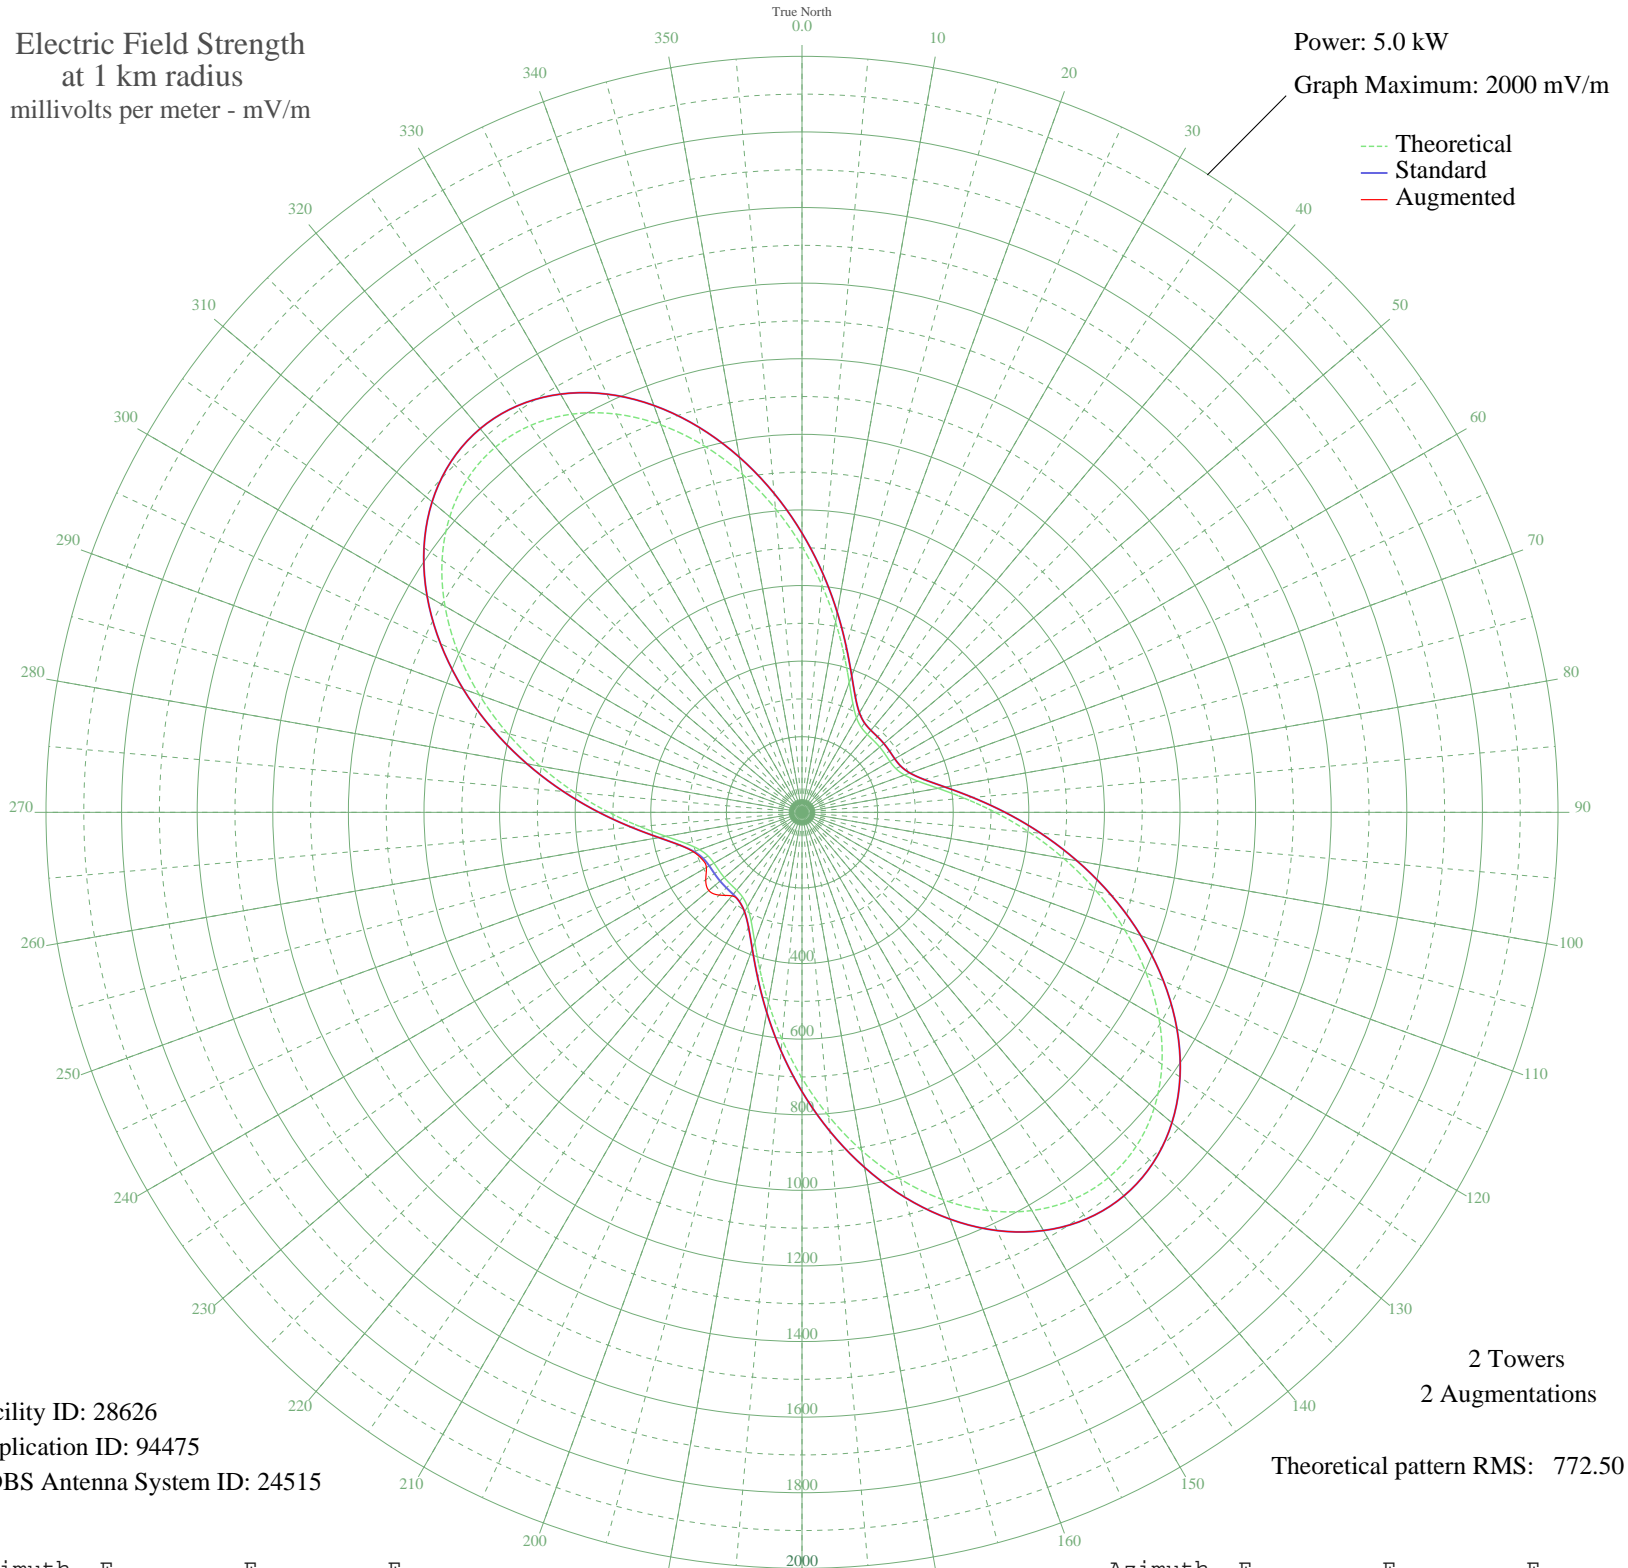 True North
0.0
Electric Field Strength
at 1 km radius
millivolts per meter - mV/m
Power: 5.0 kW
Graph Maximum: 2000 mV/m
Theoretical
Standard
Augmented
10
20
30
40
50
60
70
80
90
100
110
120
130
140
150
160
200
210
220
230
240
250
260
270
280
290
300
310
320
330
340
350
400
600
800
1000
1200
1400
1600
1800
2000
2 Towers
2 Augmentations
Theoretical pattern RMS: 772.50
cility ID: 28626
plication ID: 94475
DBS Antenna System ID: 24515
imuth E E E
Azimuth E E E